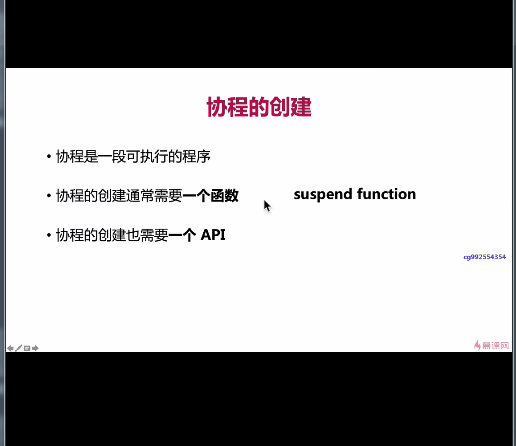 协程的创建
• 协程是一段可执行的程序
• 协程的创建通常需要一个函数 suspend function
• 协程的创建也需要一个 API
cg992554354
慕课网